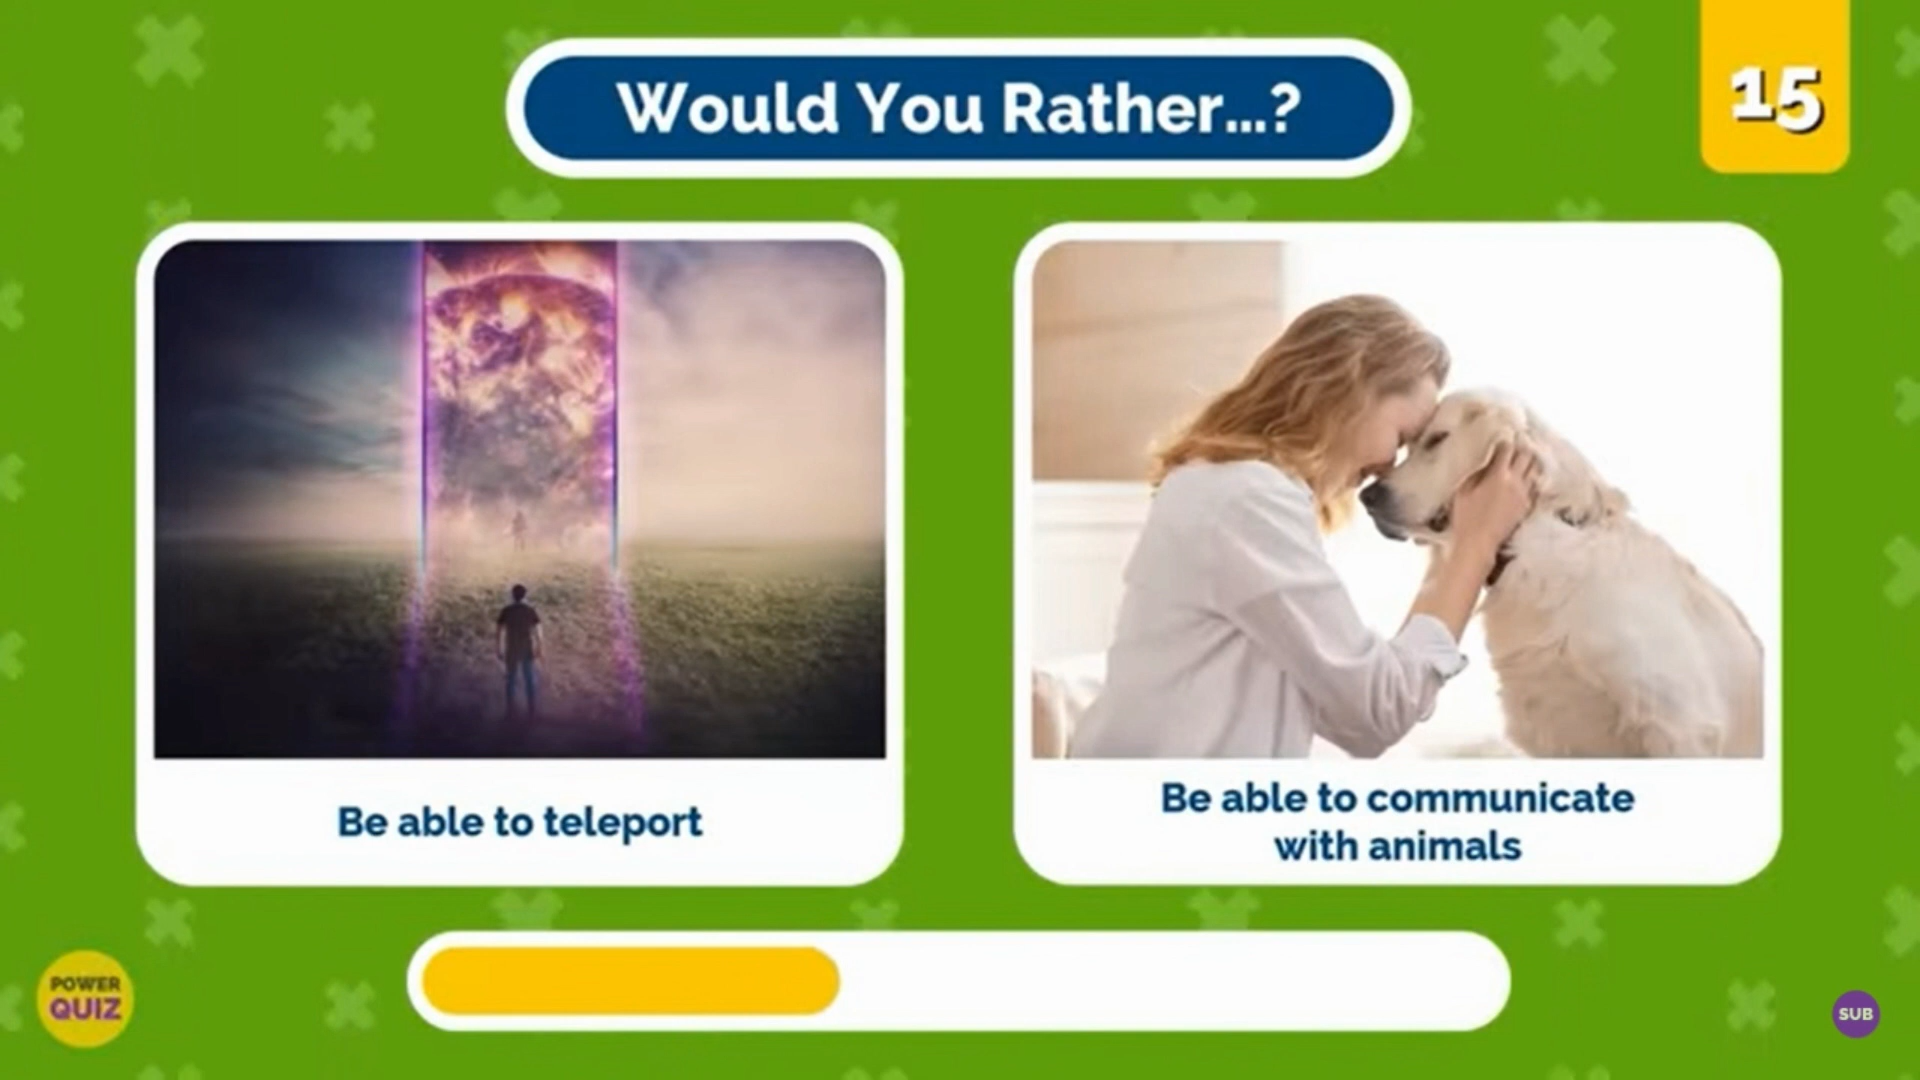 Would You Rather...?
15
Be able to teleport
Be able to communicate
with animals
POWER
QUIZ
SUB